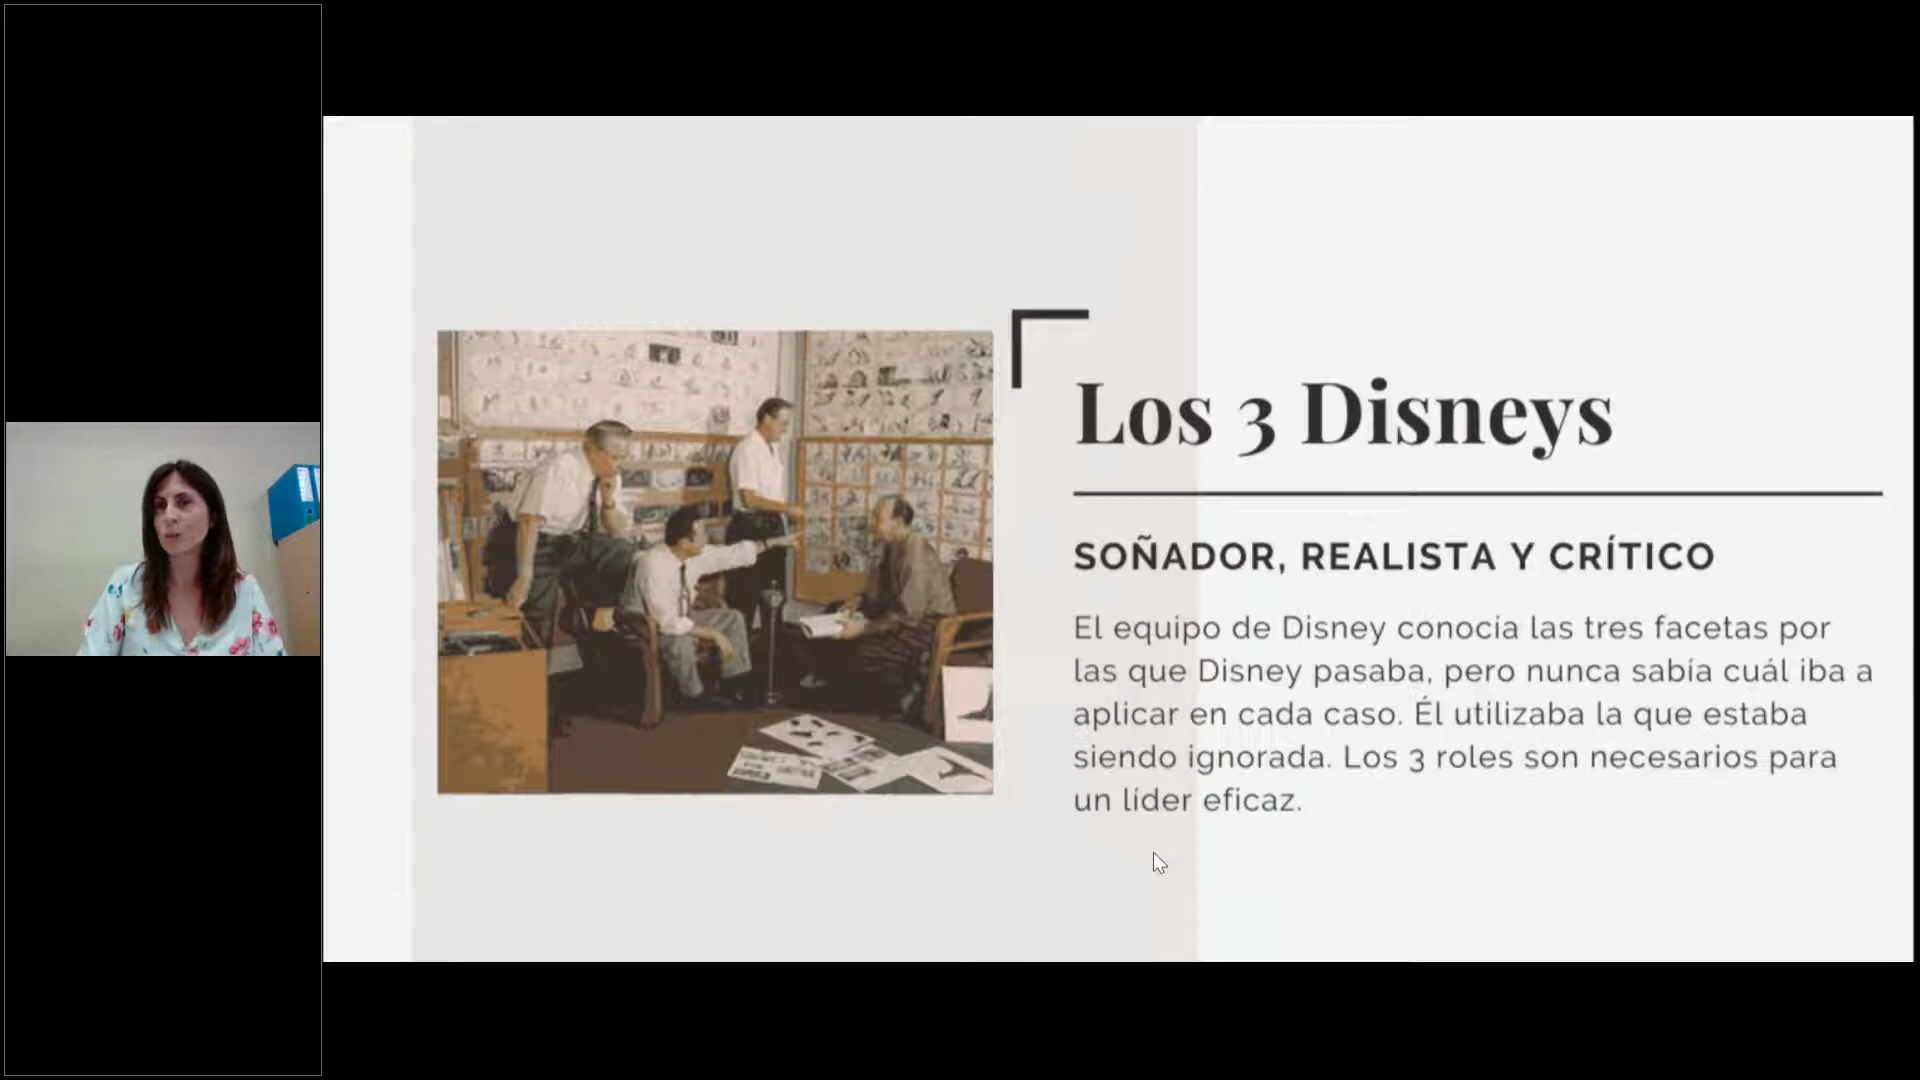 Los 3 Disneys
SOÑADOR, REALISTA Y CRÍTICO
El equipo de Disney conocia las tres facetas por
las que Disney pasaba, pero nunca sabía cuál iba a
aplicar en cada caso. Él utilizaba la que estaba
siendo ignorada. Los 3 roles son necesarios para
un líder eficaz.